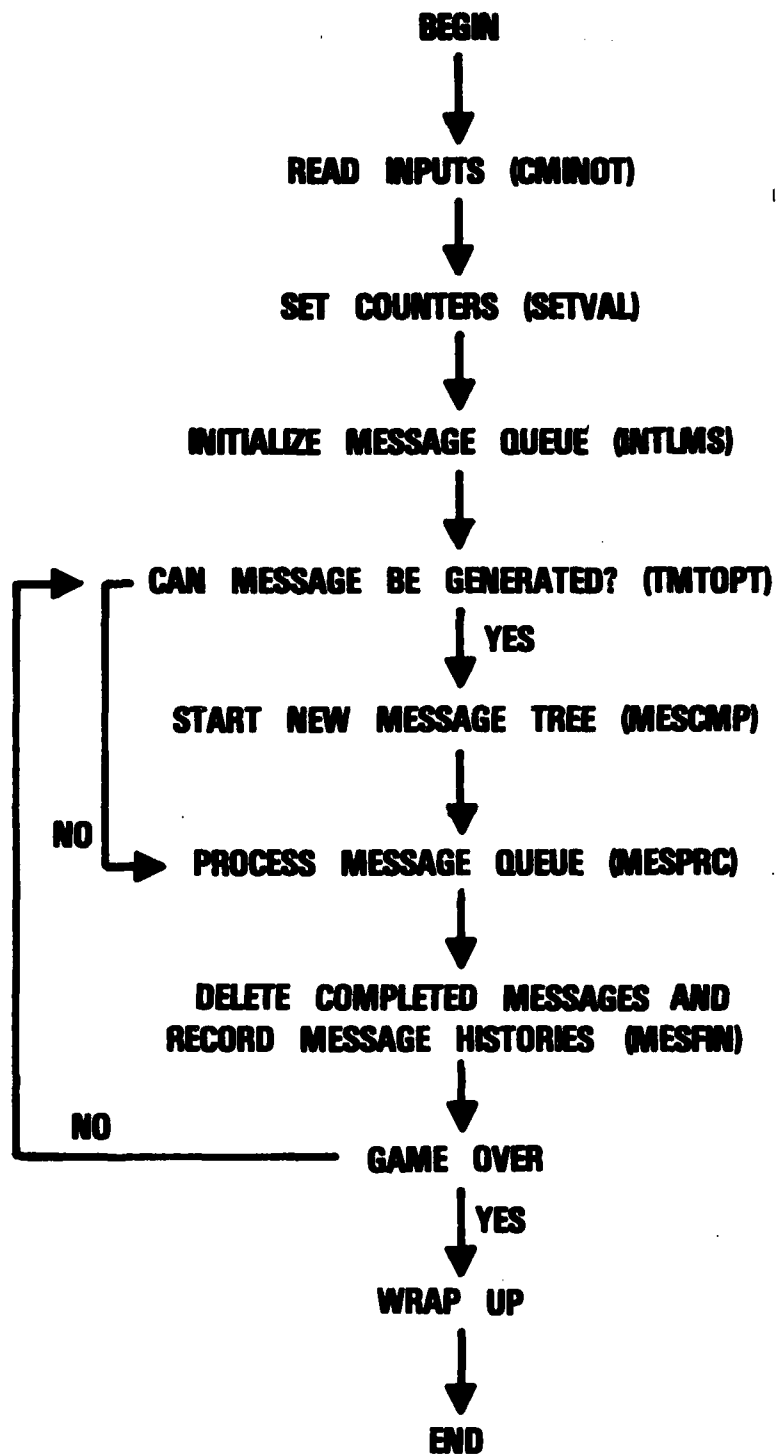 BEGIN
READ INPUTS (CMINOT)
SET COUNTERS (SETVAL)
INITIALIZE MESSAGE QUEUE (INTLMS)
CAN MESSAGE BE GENERATED? (TMTOPT)
YES
START NEW MESSAGE TREE (MESCMP)
NO
PROCESS MESSAGE QUEUE (MESPRC)
DELETE COMPLETED MESSAGES AND
RECORD MESSAGE HISTORIES (MESFIN)
NO
GAME OVER
YES
WRAP UP
END